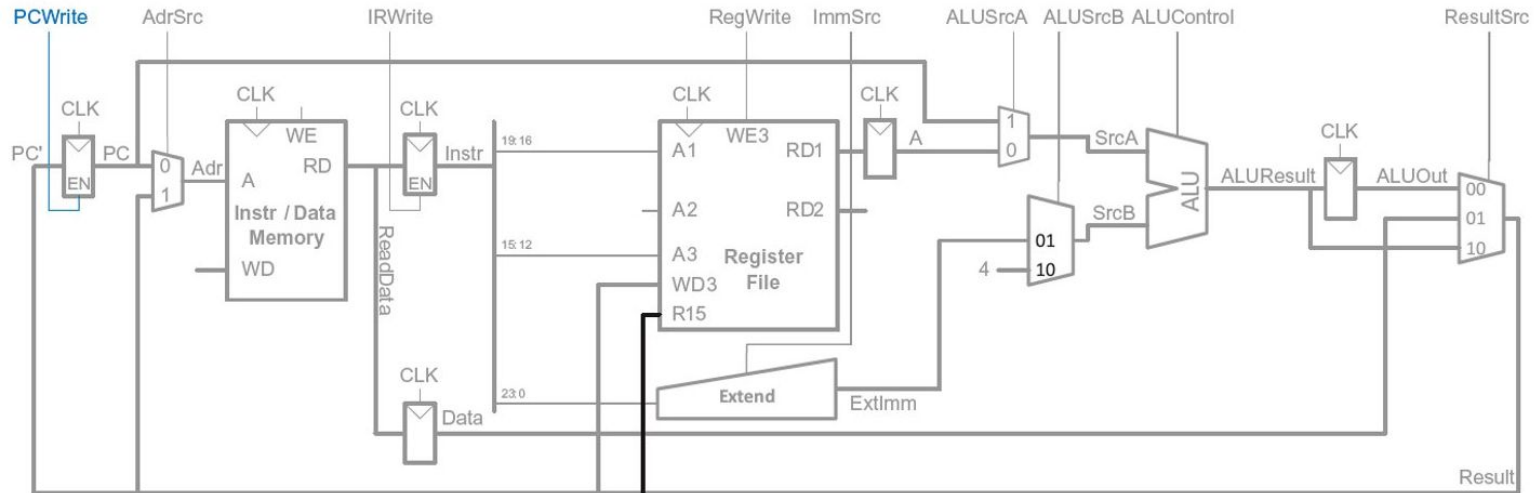 PCWrite AdrSrc IRWrite RegWrite ImmSrc ALUSrcA ALUSrcB ALUControl ResultSrc
CLK CLK CLK CLK CLK CLK
PC' PC EN
0
1
Adr
WE
RD
A
Instr / Data
Memory
WD
EN
Instr
ReadData
CLK
Data
19:16
15:12
23:0
WE3
A1 RD1
A2 RD2
A3
WD3
R15
Register
File
Extend
ExtImm
A
1
0
SrcA
01
10
4
SrcB
ALU
ALUResult
ALUOut
00
01
10
Result